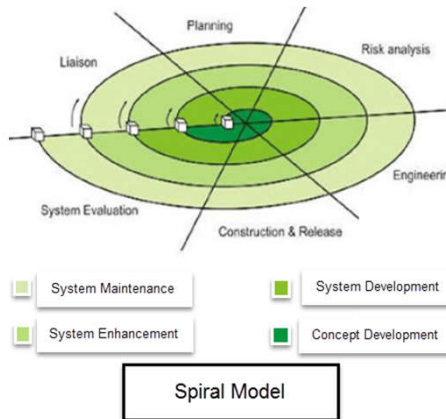 Planning
Liaison
Risk analysis
Engineerin
System Evaluation
Construction & Release
System Maintenance
System Development
System Enhancement
Concept Development
Spiral Model